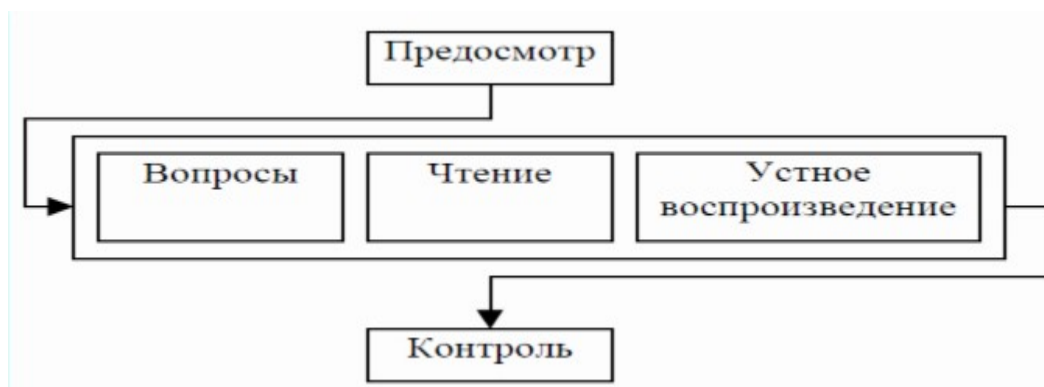 Предосмотр
Вопросы
Чтение
Устное
воспроизведение
Контроль